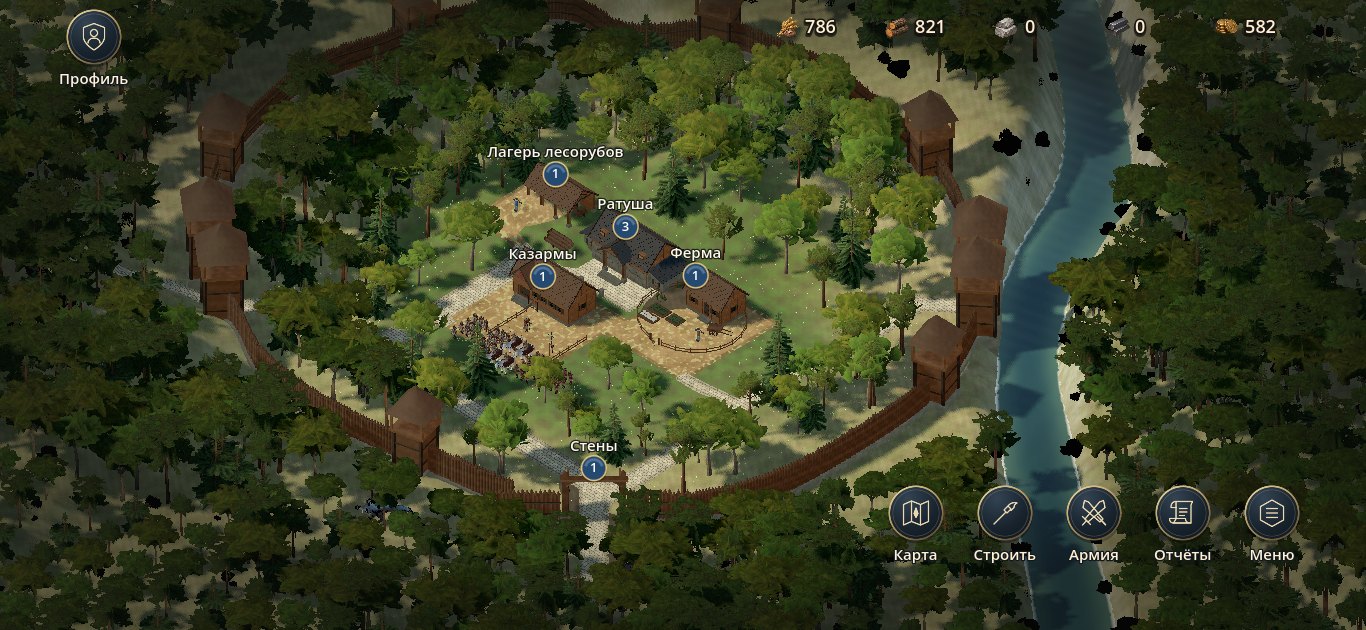 786
821
0
0
582
Профиль
Лагерь лесорубов
1
Ратуша
3
Казармы
1
Ферма
1
Стены
1
Карта
Строить
Армия
Отчёты
Меню